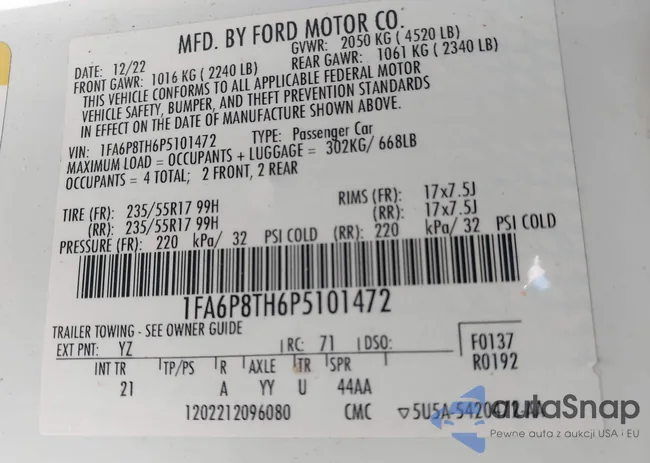 MFD. BY FORD MOTOR CO.
DATE: 12/22 GVWR: 2050 KG ( 4520 LB)
FRONT GAWR: 1016 KG ( 2240 LB) REAR GAWR: 1061 KG ( 2340 LB)
THIS VEHICLE CONFORMS TO ALL APPLICABLE FEDERAL MOTOR
VEHICLE SAFETY, BUMPER, AND THEFT PREVENTION STANDARDS
IN EFFECT ON THE DATE OF MANUFACTURE SHOWN ABOVE.
VIN: 1FA6P8TH6P5101472 TYPE: Passenger Car
MAXIMUM LOAD = OCCUPANTS + LUGGAGE = 302KG/ 668LB
OCCUPANTS = 4 TOTAL; 2 FRONT, 2 REAR
TIRE (FR): 235/55R17 99H RIMS (FR): 17x7.5J
(RR): 235/55R17 99H (RR): 17x7.5J
PRESSURE (FR): 220 kPa/ 32 PSI COLD (RR): 220 kPa/ 32 PSI COLD
1FA6P8TH6P5101472
TRAILER TOWING - SEE OWNER GUIDE
EXT PNT: YZ RC: 71 DSO: F0137
INT TR TP/PS R AXLE TR SPR R0192
21 A YY U 44AA
1202212096080 CMC ▽5U5A-5420472-
autoSnap
Pewne auta z aukcji USA i EU